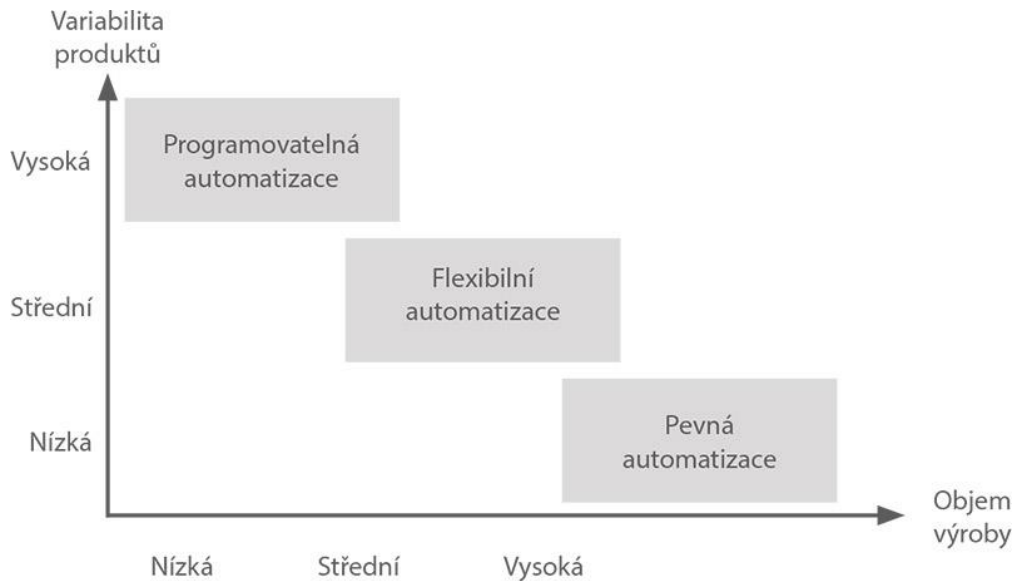 Variabilita
produktů
Vysoká
Programovatelná
automatizace
Střední
Flexibilní
automatizace
Nízká
Pevná
automatizace
Objem
výroby
Nízká
Střední
Vysoká